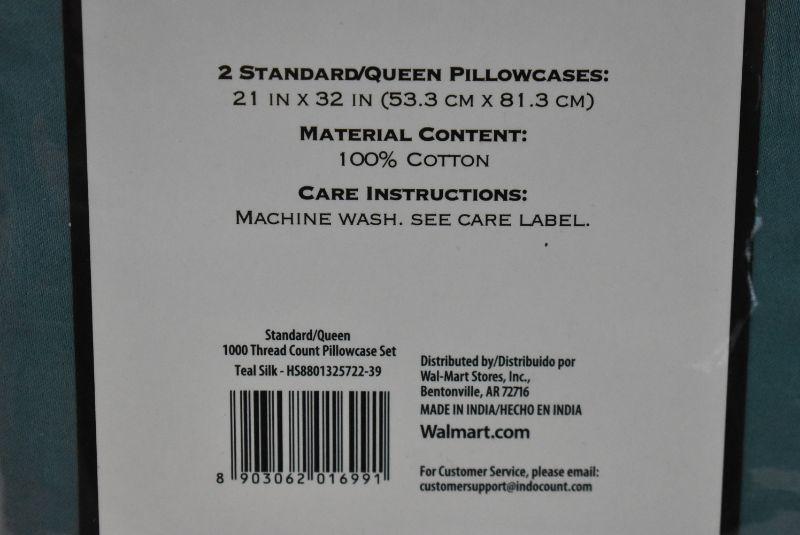 2 STANDARD/QUEEN PILLOWCASES:
21 IN X 32 IN (53.3 CM X 81.3 CM)
MATERIAL CONTENT:
100% COTTON
CARE INSTRUCTIONS:
MACHINE WASH. SEE CARE LABEL.
Standard/Queen
1000 Thread Count Pillowcase Set
Teal Silk - HS8801325722-39
8 903062 016991
Distributed by/Distribuido por
Wal-Mart Stores, Inc.,
Bentonville, AR 72716
MADE IN INDIA/HECHO EN INDIA
Walmart.com
For Customer Service, please email:
customersupport@indocount.com